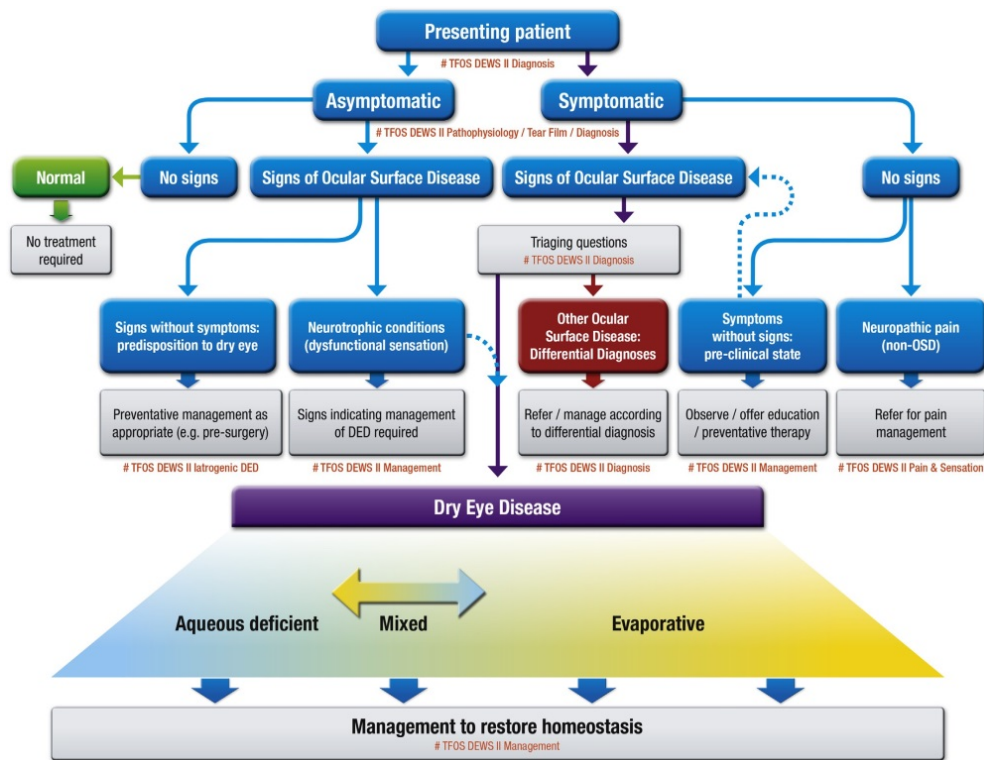 Presenting patient
# TFOS DEWS II Diagnosis
Asymptomatic
Symptomatic
# TFOS DEWS II Pathophysiology / Tear Film / Diagnosis
Normal
No signs
Signs of Ocular Surface Disease
Signs of Ocular Surface Disease
No signs
No treatment
required
Triaging questions
# TFOS DEWS II Diagnosis
Signs without symptoms:
predisposition to dry eye
Neurotrophic conditions
(dysfunctional sensation)
Other Ocular
Surface Disease:
Differential Diagnoses
Symptoms
without signs:
pre-clinical state
Neuropathic pain
(non-OSD)
Preventative management as
appropriate (e.g. pre-surgery)
# TFOS DEWS II Iatrogenic DED
Signs indicating management
of DED required
# TFOS DEWS II Management
Refer / manage according
to differential diagnosis
# TFOS DEWS II Diagnosis
Observe / offer education
/ preventative therapy
# TFOS DEWS II Management
Refer for pain
management
# TFOS DEWS II Pain & Sensation
Dry Eye Disease
Aqueous deficient
Mixed
Evaporative
Management to restore homeostasis
# TFOS DEWS II Management